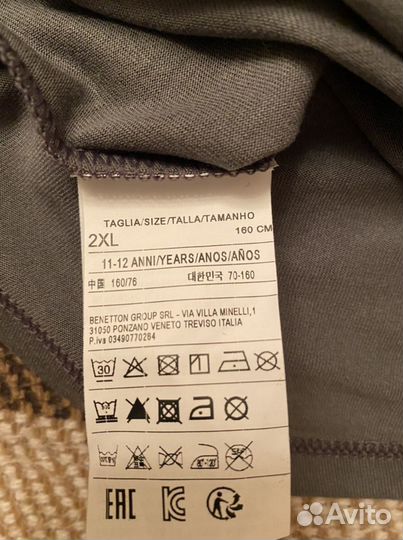 TAGLIA/SIZE/TALLA/TAMANHO
2XL 160 CM
11-12 ANNI/YEARS/ANOS/AÑOS
中国 160/76 대한민국 70-160
BENETTON GROUP SRL - VIA VILLA MINELLI,1
31050 PONZANO VENETO TREVISO ITALIA
P.iva 03490770264
30
EAC
Avito